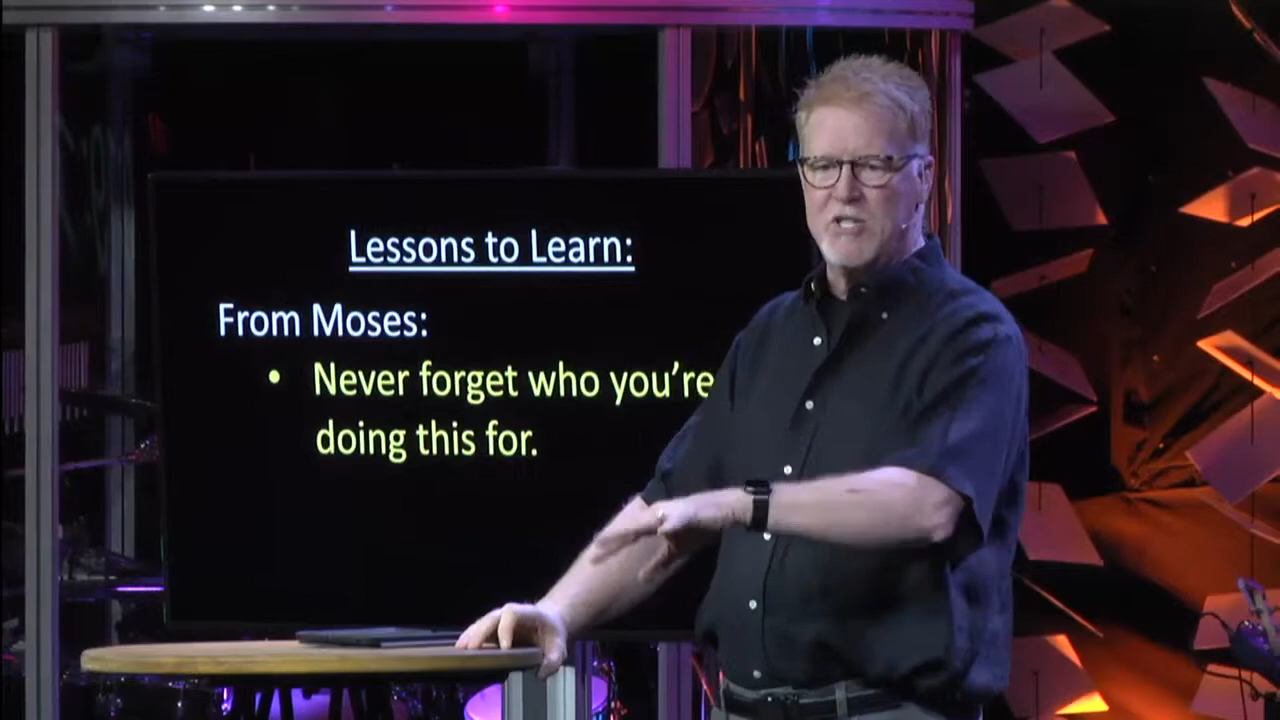 Lessons to Learn:
From Moses:
• Never forget who you're
doing this for.